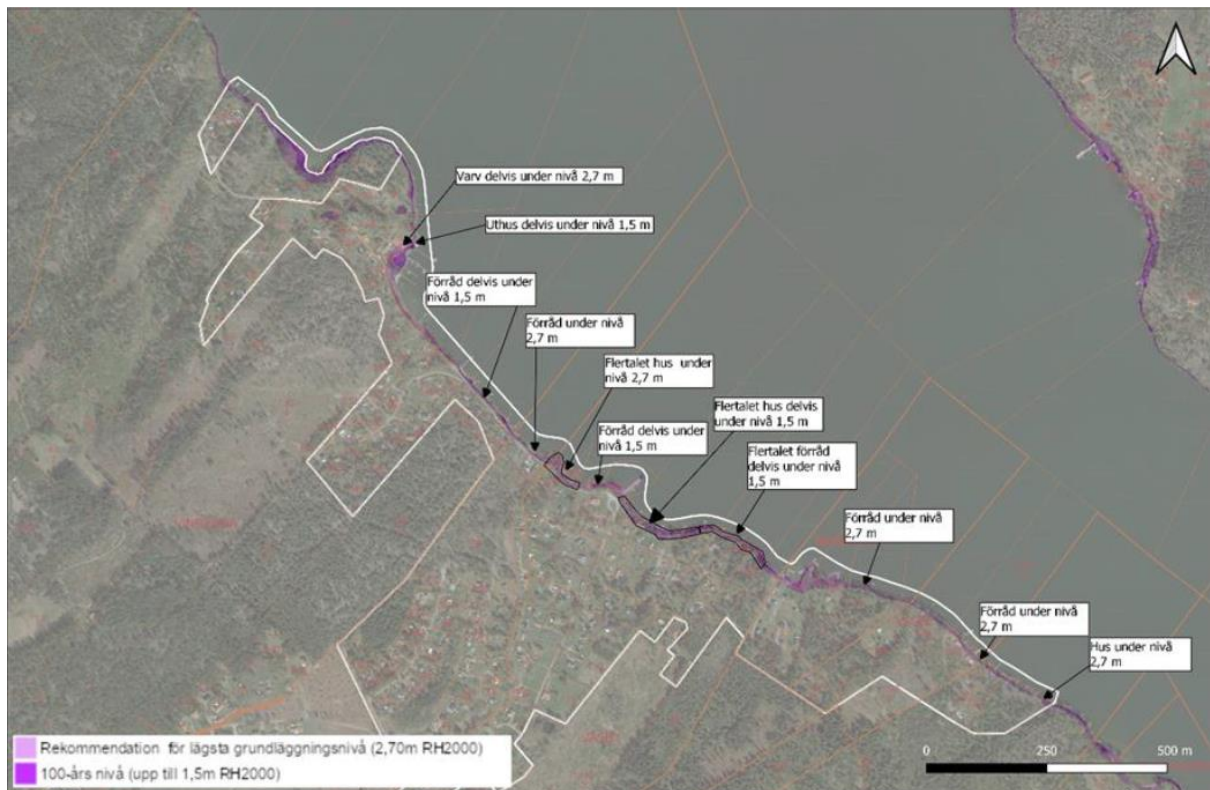 Varv delvis under nivå 2,7 m
Uthus delvis under nivå 1,5 m
Förråd delvis under
nivå 1,5 m
Förråd under nivå
2,7 m
Flertalet hus under
nivå 2,7 m
Flertalet hus delvis
under nivå 1,5 m
Förråd delvis under
nivå 1,5 m
Flertalet förråd
delvis under nivå
1,5 m
Förråd under nivå
2,7 m
Förråd under nivå
2,7 m
Hus under nivå
2,7 m
Rekommendation för lägsta grundläggningsnivå (2,70m RH2000)
100-års nivå (upp till 1,5m RH2000)
0 250 500 m